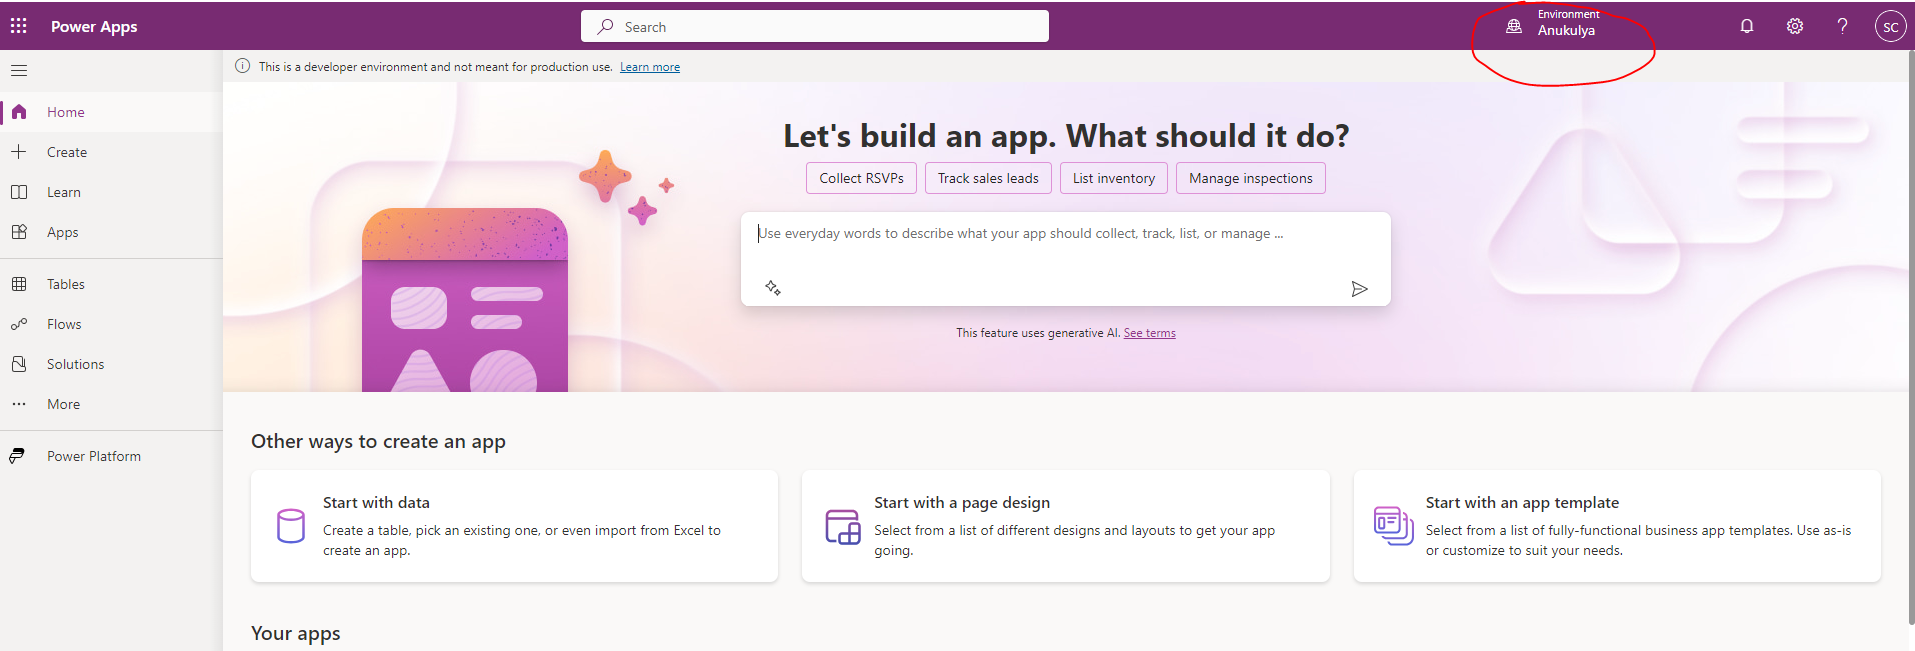 Power Apps
Search
Environment
Anukulya
?
SC
This is a developer environment and not meant for production use. Learn more
Home
Create
Learn
Apps
Tables
Flows
Solutions
More
Power Platform
Let's build an app. What should it do?
Collect RSVPs
Track sales leads
List inventory
Manage inspections
Use everyday words to describe what your app should collect, track, list, or manage ...
This feature uses generative AI. See terms
Other ways to create an app
Start with data
Create a table, pick an existing one, or even import from Excel to
create an app.
Start with a page design
Select from a list of different designs and layouts to get your app
going.
Start with an app template
Select from a list of fully-functional business app templates. Use as-is
or customize to suit your needs.
Your apps